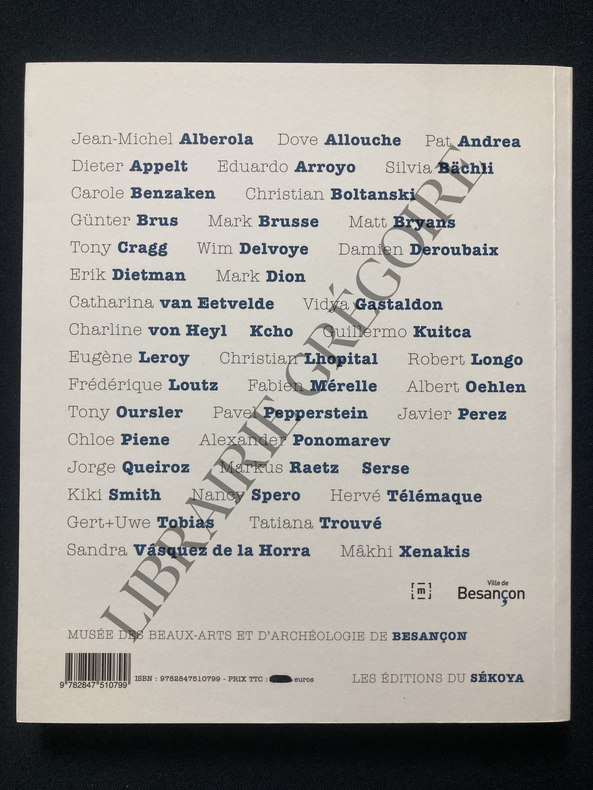 Jean-Michel Alberola Dove Allouche Pat Andrea
Dieter Appelt Eduardo Arroyo Silvia Bächli
Carole Benzaken Christian Boltanski
Günter Brus Mark Brusse Matt Bryans
Tony Cragg Wim Delvoye Damien Deroubaix
Erik Dietman Mark Dion
Catharina van Eetvelde Vidya Gastaldon
Charline von Heyl Kcho Guillermo Kuitca
Eugène Leroy Christian Lhopital Robert Longo
Frédérique Loutz Fabien Mérelle Albert Oehlen
Tony Oursler Pavel Pepperstein Javier Perez
Chloe Piene Alexander Ponomarev
Jorge Queiroz Markus Raetz Serse
Kiki Smith Nancy Spero Hervé Télémaque
Gert+Uwe Tobias Tatiana Trouvé
Sandra Vásquez de la Horra Mâkhi Xenakis
[m] Ville de
Besançon
MUSÉE DES BEAUX-ARTS ET D'ARCHÉOLOGIE DE BESANÇON
ISBN : 9782847510799 - PRIX TTC : euros
LES ÉDITIONS DU SÉKOYA
9 782847 510799
LIBRAIRIE GRÉGOIRE